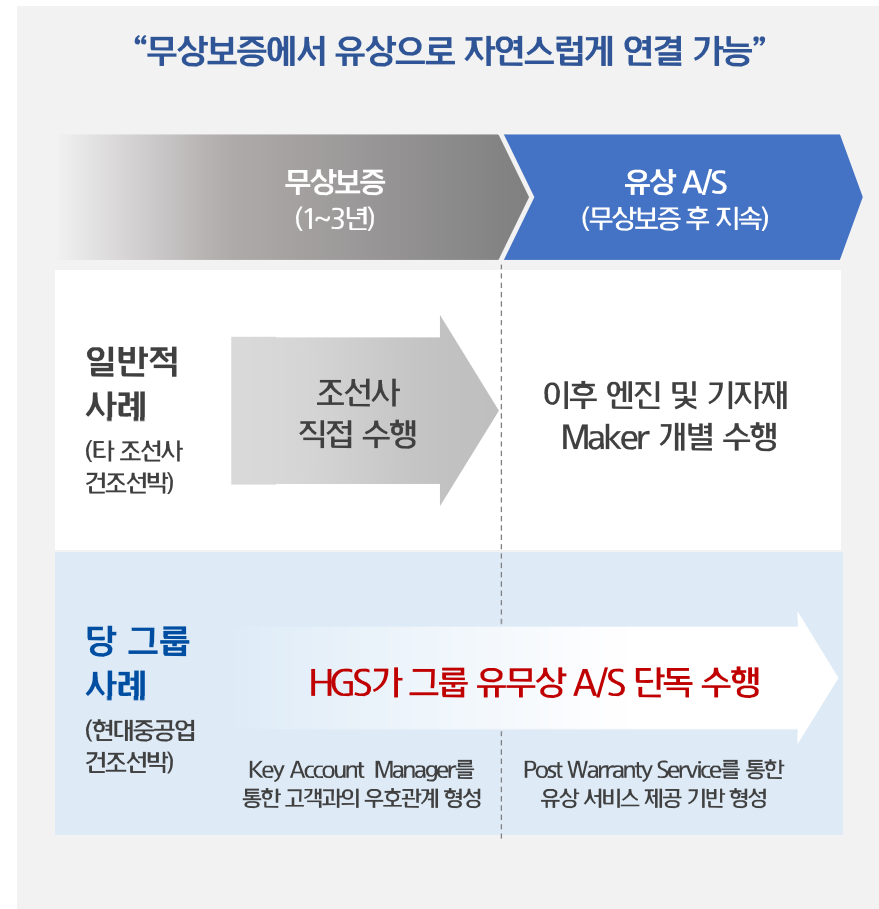 “무상보증에서 유상으로 자연스럽게 연결 가능”
무상보증
(1~3년)
유상 A/S
(무상보증 후 지속)
일반적
사례
(타 조선사
건조선박)
조선사
직접 수행
이후 엔진 및 기자재
Maker 개별 수행
당 그룹
사례
(현대중공업
건조선박)
HGS가 그룹 유무상 A/S 단독 수행
Key Account Manager를
통한 고객과의 우호관계 형성
Post Warranty Service를 통한
유상 서비스 제공 기반 형성